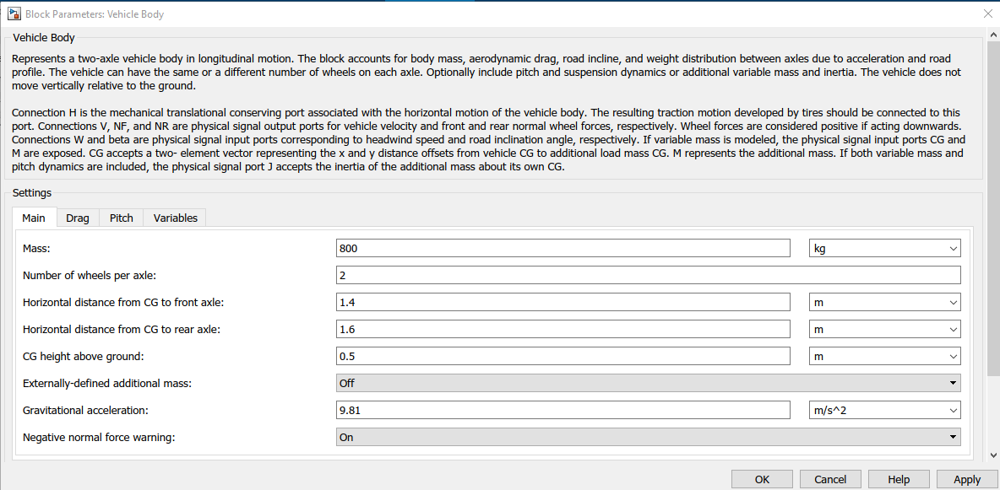 Block Parameters: Vehicle Body
Vehicle Body
Represents a two-axle vehicle body in longitudinal motion. The block accounts for body mass, aerodynamic drag, road incline, and weight distribution between axles due to acceleration and road
profile. The vehicle can have the same or a different number of wheels on each axle. Optionally include pitch and suspension dynamics or additional variable mass and inertia. The vehicle does not
move vertically relative to the ground.
Connection H is the mechanical translational conserving port associated with the horizontal motion of the vehicle body. The resulting traction motion developed by tires should be connected to this
port. Connections V, NF, and NR are physical signal output ports for vehicle velocity and front and rear normal wheel forces, respectively. Wheel forces are considered positive if acting downwards.
Connections W and beta are physical signal input ports corresponding to headwind speed and road inclination angle, respectively. If variable mass is modeled, the physical signal input ports CG and
M are exposed. CG accepts a two- element vector representing the x and y distance offsets from vehicle CG to additional load mass CG. M represents the additional mass. If both variable mass and
pitch dynamics are included, the physical signal port J accepts the inertia of the additional mass about its own CG.
Settings
Main Drag Pitch Variables
Mass: 800 kg
Number of wheels per axle: 2
Horizontal distance from CG to front axle: 1.4 m
Horizontal distance from CG to rear axle: 1.6 m
CG height above ground: 0.5 m
Externally-defined additional mass: Off
Gravitational acceleration: 9.81 m/s^2
Negative normal force warning: On
OK Cancel Help Apply